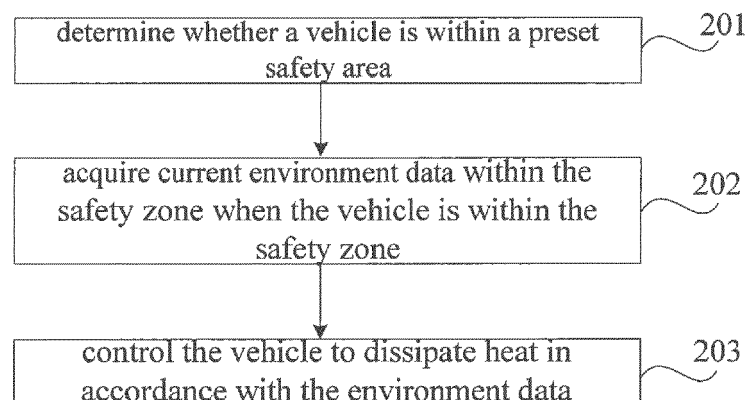 determine whether a vehicle is within a preset
safety area
201
acquire current environment data within the
safety zone when the vehicle is within the
safety zone
202
control the vehicle to dissipate heat in
accordance with the environment data
203